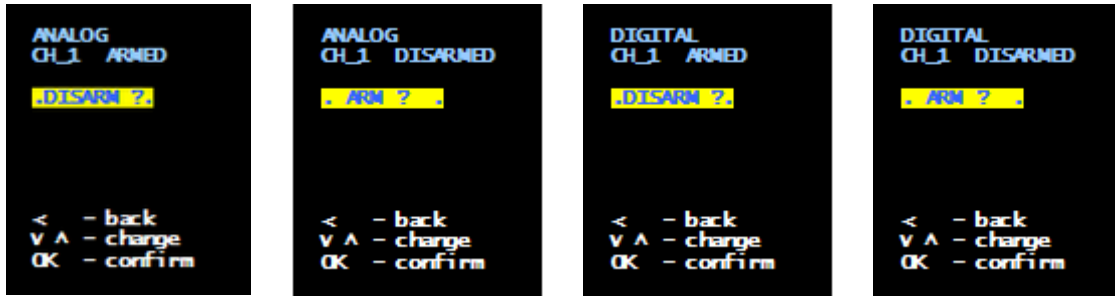 ANALOG
CH_1 ARMED
.DISARM ?.
< - back
v ʌ - change
OK - confirm
ANALOG
CH_1 DISARMED
. ARM ? .
< - back
v ʌ - change
OK - confirm
DIGITAL
CH_1 ARMED
.DISARM ?.
< - back
v ʌ - change
OK - confirm
DIGITAL
CH_1 DISARMED
. ARM ? .
< - back
v ʌ - change
OK - confirm